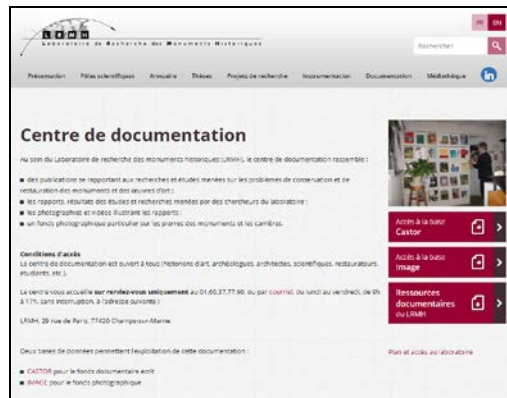 FR EN
LRMH
Laboratoire de Recherche des Monuments Historiques
Rechercher
Présentation Pôles scientifiques Annuaire Thèses Projets de recherche Instrumentation Documentation Médiathèque in
Centre de documentation
Au sein du Laboratoire de recherche des monuments historiques (LRMH), le centre de documentation rassemble :
■ des publications se rapportant aux recherches et études menées sur les problèmes de conservation et de
restauration des monuments et des œuvres d'art ;
■ les rapports, résultats des études et recherches menées par des chercheurs du laboratoire ;
■ les photographies et vidéos illustrant les rapports ;
■ un fonds photographique particulier sur les pierres des monuments et les carrières.
Conditions d'accès
Le centre de documentation est ouvert à tous (historiens d'art, archéologues, architectes, scientifiques, restaurateurs,
étudiants, etc.).
Le centre vous accueille sur rendez-vous uniquement au 01.60.37.77.80, ou par courriel, du lundi au vendredi, de 9h
à 17h, sans interruption, à l'adresse suivante :
LRMH, 29 rue de Paris, 77420 Champs-sur-Marne
Deux bases de données permettent l'exploitation de cette documentation :
■ CASTOR pour le fonds documentaire écrit
■ IMAGE pour le fonds photographique
Accès à la base
Castor
Accès à la base
Image
Ressources
documentaires
du LRMH
Plan et accès au laboratoire